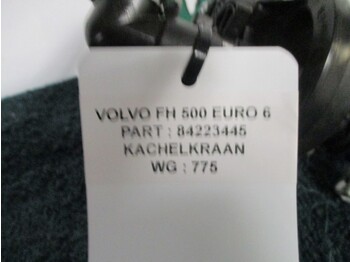 VOLVO FH 500 EURO 6
PART : 84223445
KACHELKRAAN
WG : 775